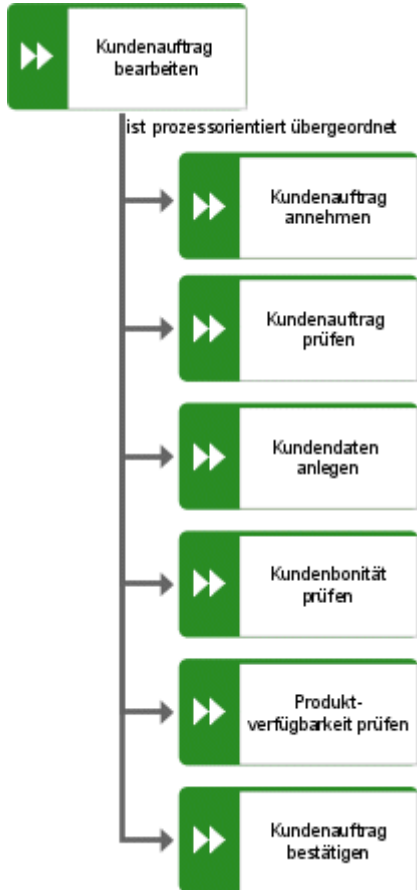 Kundenauftrag
bearbeiten
ist prozessorientiert übergeordnet
Kundenauftrag
annehmen
Kundenauftrag
prüfen
Kundendaten
anlegen
Kundenbonität
prüfen
Produkt-
verfügbarkeit prüfen
Kundenauftrag
bestätigen